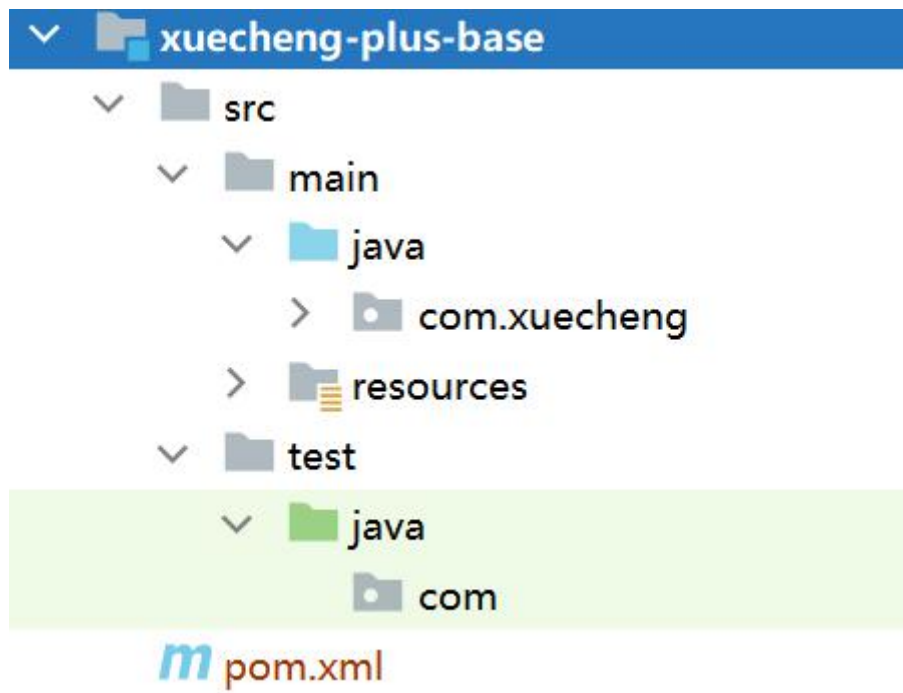 xuecheng-plus-base
src
main
java
com.xuecheng
resources
test
java
com
pom.xml